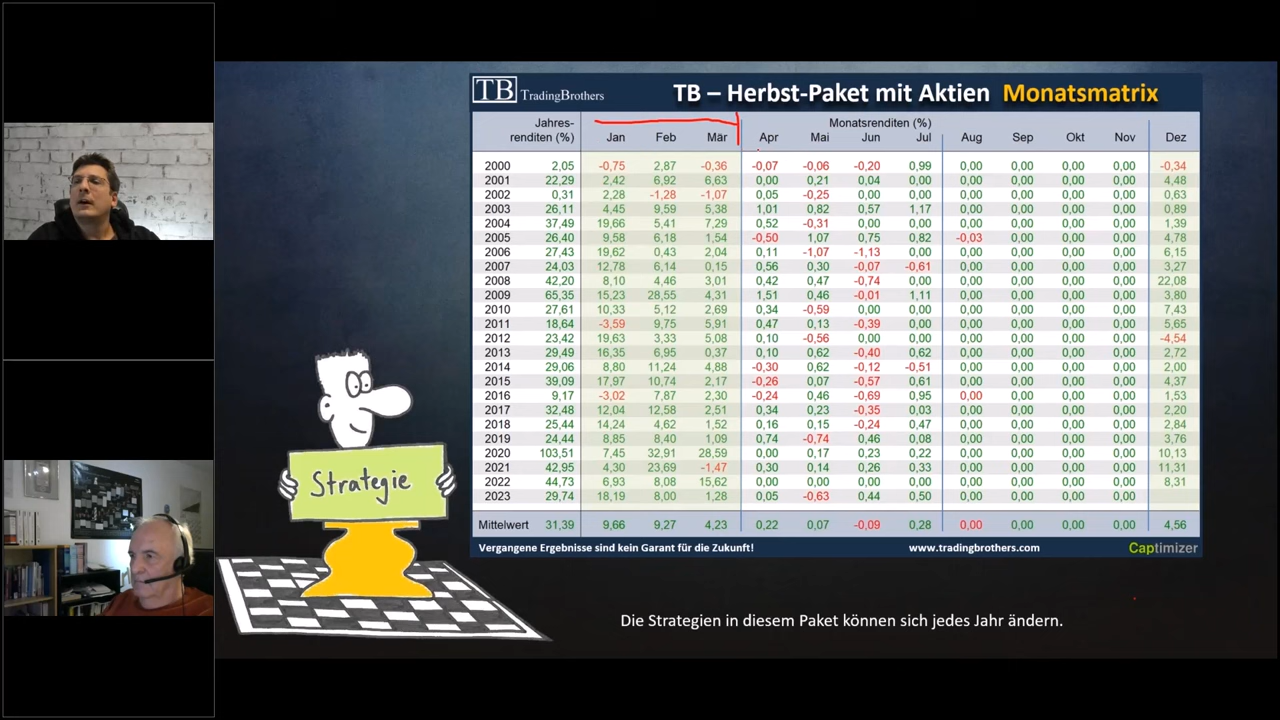 TB TradingBrothers
TB – Herbst-Paket mit Aktien Monatsmatrix
Jahres-
renditen (%)
Monatsrenditen (%)
Jan Feb Mär Apr Mai Jun Jul Aug Sep Okt Nov Dez
2000 2,05 -0,75 2,87 -0,36 -0,07 -0,06 -0,20 0,99 0,00 0,00 0,00 0,00 -0,34
2001 22,29 2,42 6,92 6,63 0,00 0,21 0,04 0,00 0,00 0,00 0,00 0,00 4,48
2002 0,31 2,28 -1,28 -1,07 0,05 -0,25 0,00 0,00 0,00 0,00 0,00 0,00 0,63
2003 26,11 4,45 9,59 5,38 1,01 0,82 0,57 1,17 0,00 0,00 0,00 0,00 0,89
2004 37,49 19,66 5,41 7,29 0,52 -0,31 0,00 0,00 0,00 0,00 0,00 0,00 1,39
2005 26,40 9,58 6,18 1,54 -0,50 1,07 0,75 0,82 -0,03 0,00 0,00 0,00 4,78
2006 27,43 19,62 0,43 2,04 0,11 -1,07 -1,13 0,00 0,00 0,00 0,00 0,00 6,15
2007 24,03 12,78 6,14 0,15 0,56 0,30 -0,07 -0,61 0,00 0,00 0,00 0,00 3,27
2008 42,20 8,10 4,46 3,01 0,42 0,47 -0,74 0,00 0,00 0,00 0,00 0,00 22,08
2009 65,35 15,23 28,55 4,31 1,51 0,46 -0,01 1,11 0,00 0,00 0,00 0,00 3,80
2010 27,61 10,33 5,12 2,69 0,34 -0,59 0,00 0,00 0,00 0,00 0,00 0,00 7,43
2011 18,64 -3,59 9,75 5,91 0,47 0,13 -0,39 0,00 0,00 0,00 0,00 0,00 5,65
2012 23,42 19,63 3,33 5,08 0,10 -0,56 0,00 0,00 0,00 0,00 0,00 0,00 -4,54
2013 29,49 16,35 6,95 0,37 0,10 0,62 -0,40 0,62 0,00 0,00 0,00 0,00 2,72
2014 29,06 8,80 11,24 4,88 -0,30 0,62 -0,12 -0,51 0,00 0,00 0,00 0,00 2,00
2015 39,09 17,97 10,74 2,17 -0,26 0,07 -0,57 0,61 0,00 0,00 0,00 0,00 4,37
2016 9,17 -3,02 7,87 2,30 -0,24 0,46 -0,69 0,95 0,00 0,00 0,00 0,00 1,53
2017 32,48 12,04 12,58 2,51 0,34 0,23 -0,35 0,03 0,00 0,00 0,00 0,00 2,20
2018 25,44 14,24 4,62 1,52 0,16 0,15 -0,24 0,47 0,00 0,00 0,00 0,00 2,84
2019 24,44 8,85 8,40 1,09 0,74 -0,74 0,46 0,08 0,00 0,00 0,00 0,00 3,76
2020 103,51 7,45 32,91 28,59 0,00 0,17 0,23 0,22 0,00 0,00 0,00 0,00 10,13
2021 42,95 4,30 23,69 -1,47 0,30 0,14 0,26 0,33 0,00 0,00 0,00 0,00 11,31
2022 44,73 6,93 8,08 15,62 0,00 0,00 0,00 0,00 0,00 0,00 0,00 0,00 8,31
2023 29,74 18,19 8,00 1,28 0,05 -0,63 0,44 0,50 0,00 0,00 0,00 0,00
Mittelwert 31,39 9,66 9,27 4,23 0,22 0,07 -0,09 0,28 0,00 0,00 0,00 0,00 4,56
Vergangene Ergebnisse sind kein Garant für die Zukunft! www.tradingbrothers.com Captimizer
Strategie
Die Strategien in diesem Paket können sich jedes Jahr ändern.